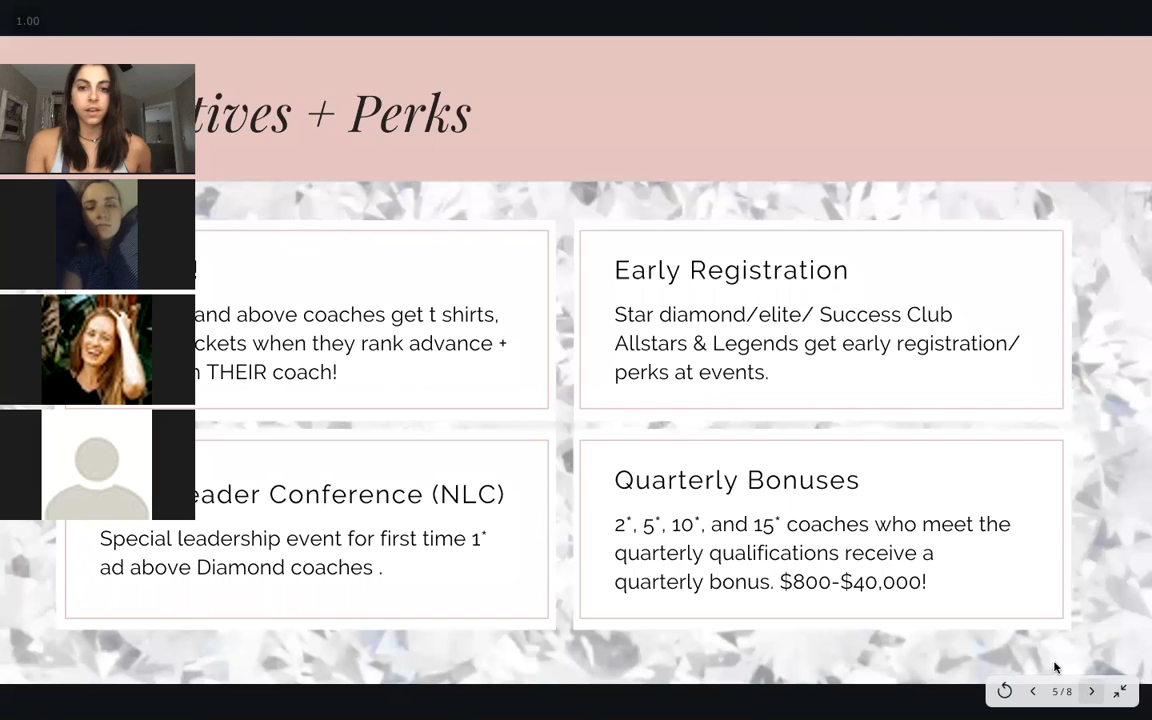 1.00
tives + Perks
!
and above coaches get t shirts,
ckets when they rank advance +
THEIR coach!
Early Registration
Star diamond/elite/ Success Club
Allstars & Legends get early registration/
perks at events.
eader Conference (NLC)
Special leadership event for first time 1*
ad above Diamond coaches .
Quarterly Bonuses
2*, 5*, 10*, and 15* coaches who meet the
quarterly qualifications receive a
quarterly bonus. $800-$40,000!
5 / 8